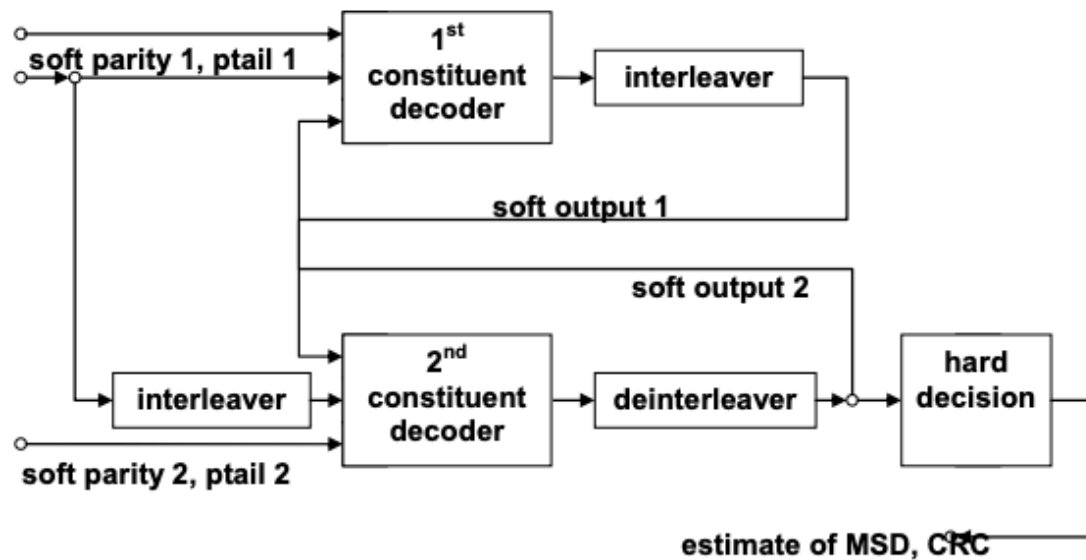 1st
constituent
decoder
soft parity 1, ptail 1
interleaver
soft output 1
soft output 2
2nd
constituent
decoder
interleaver
deinterleaver
hard
decision
soft parity 2, ptail 2
estimate of MSD, CRC